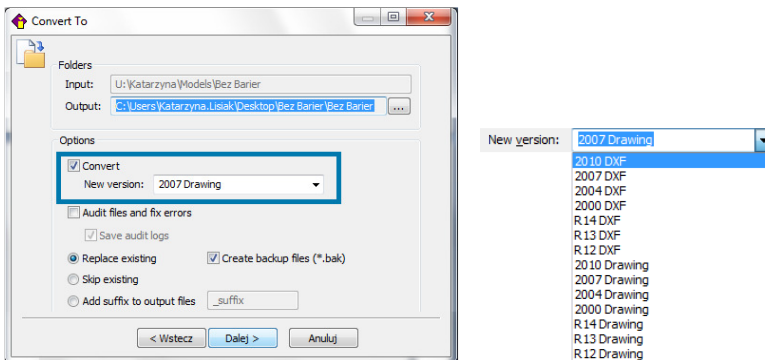 Convert To
Folders
Input: U:\Katarzyna\Models\Bez Barier
Output: C:\Users\Katarzyna.Lisiak\Desktop\Bez Barier\Bez Barier ...
Options
Convert
New version: 2007 Drawing
Audit files and fix errors
Save audit logs
Replace existing Create backup files (*.bak)
Skip existing
Add suffix to output files _suffix
< Wstecz Dalej > Anuluj
New version: 2007 Drawing
2010 DXF
2007 DXF
2004 DXF
2000 DXF
R14 DXF
R13 DXF
R12 DXF
2010 Drawing
2007 Drawing
2004 Drawing
2000 Drawing
R14 Drawing
R13 Drawing
R12 Drawing